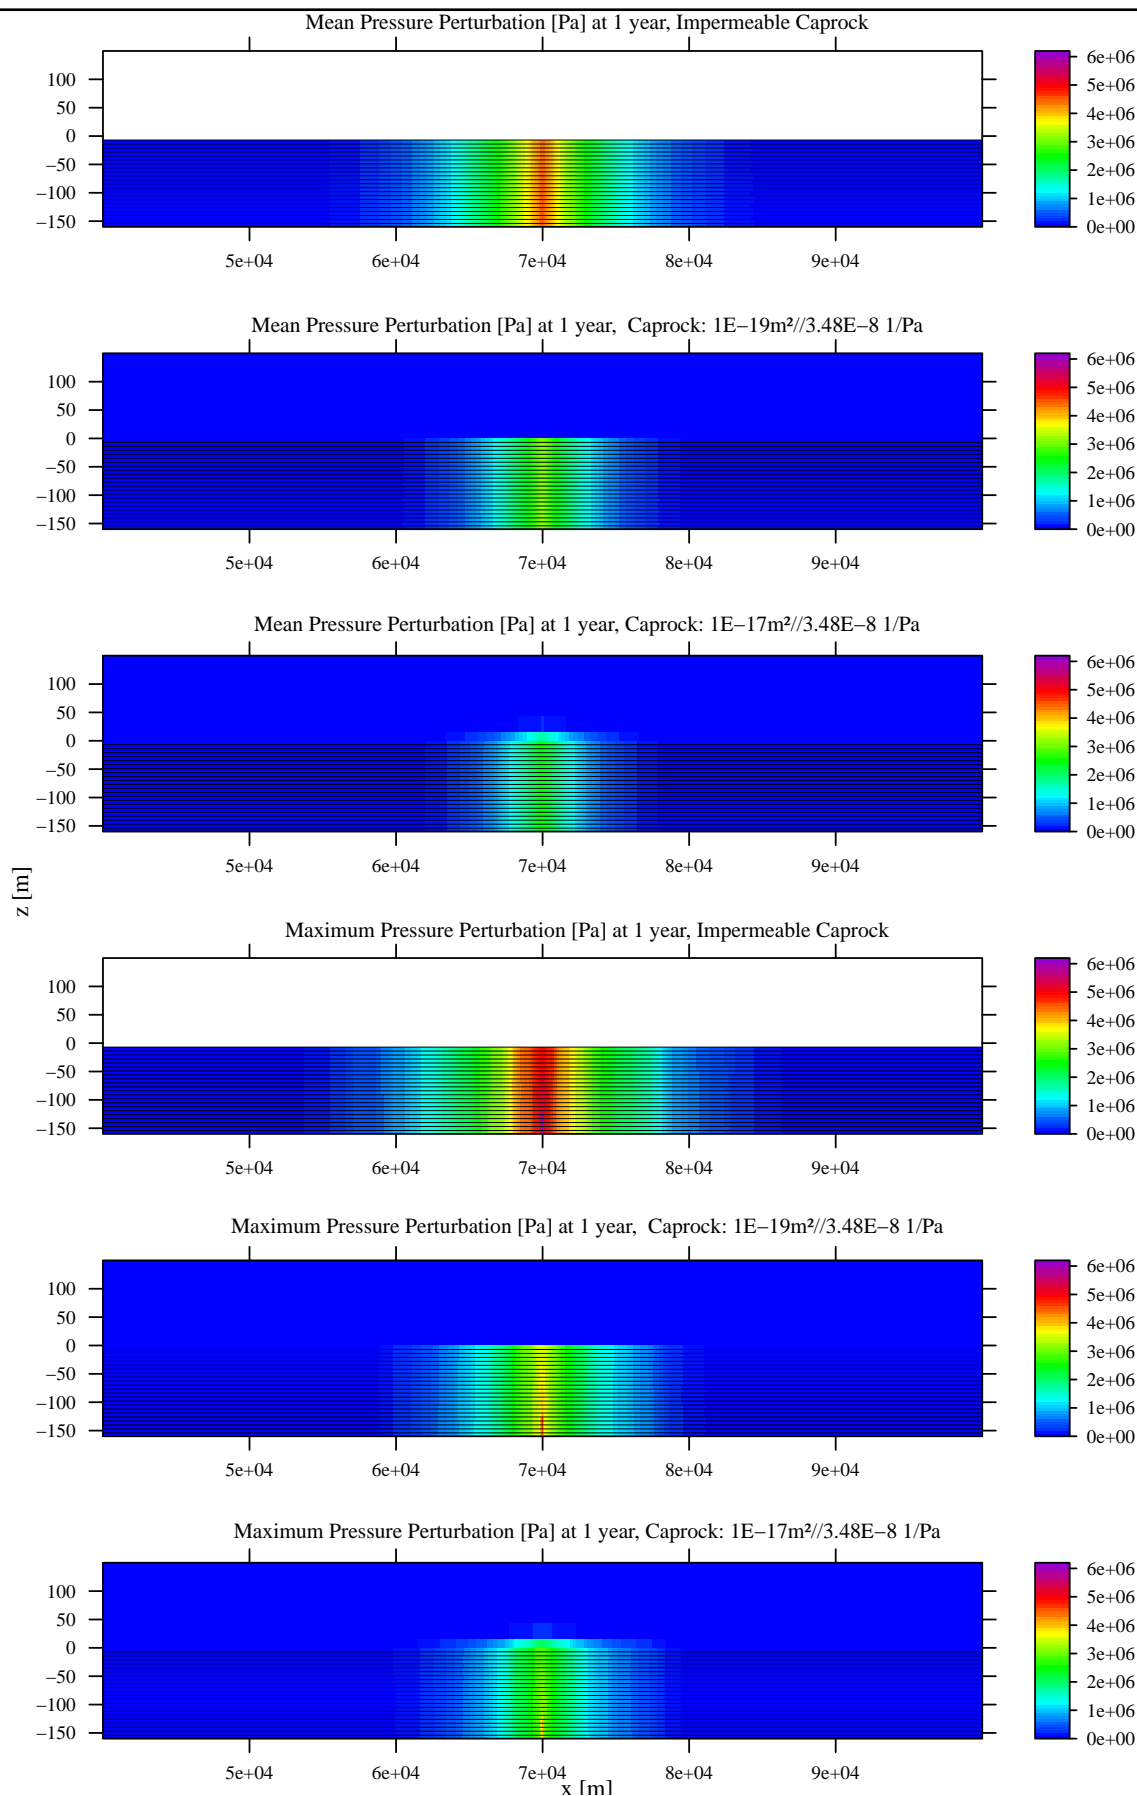 Mean Pressure Perturbation [Pa] at 1 year, Impermeable Caprock
100
50
0
−50
−100
−150
5e+04 6e+04 7e+04 8e+04 9e+04
6e+06
5e+06
4e+06
3e+06
2e+06
1e+06
0e+00
Mean Pressure Perturbation [Pa] at 1 year,  Caprock: 1E−19m²//3.48E−8 1/Pa
100
50
0
−50
−100
−150
5e+04 6e+04 7e+04 8e+04 9e+04
6e+06
5e+06
4e+06
3e+06
2e+06
1e+06
0e+00
Mean Pressure Perturbation [Pa] at 1 year, Caprock: 1E−17m²//3.48E−8 1/Pa
100
50
0
−50
−100
−150
5e+04 6e+04 7e+04 8e+04 9e+04
6e+06
5e+06
4e+06
3e+06
2e+06
1e+06
0e+00
z [m]
Maximum Pressure Perturbation [Pa] at 1 year, Impermeable Caprock
100
50
0
−50
−100
−150
5e+04 6e+04 7e+04 8e+04 9e+04
6e+06
5e+06
4e+06
3e+06
2e+06
1e+06
0e+00
Maximum Pressure Perturbation [Pa] at 1 year,  Caprock: 1E−19m²//3.48E−8 1/Pa
100
50
0
−50
−100
−150
5e+04 6e+04 7e+04 8e+04 9e+04
6e+06
5e+06
4e+06
3e+06
2e+06
1e+06
0e+00
Maximum Pressure Perturbation [Pa] at 1 year, Caprock: 1E−17m²//3.48E−8 1/Pa
100
50
0
−50
−100
−150
5e+04 6e+04 7e+04 8e+04 9e+04
6e+06
5e+06
4e+06
3e+06
2e+06
1e+06
0e+00
x [m]